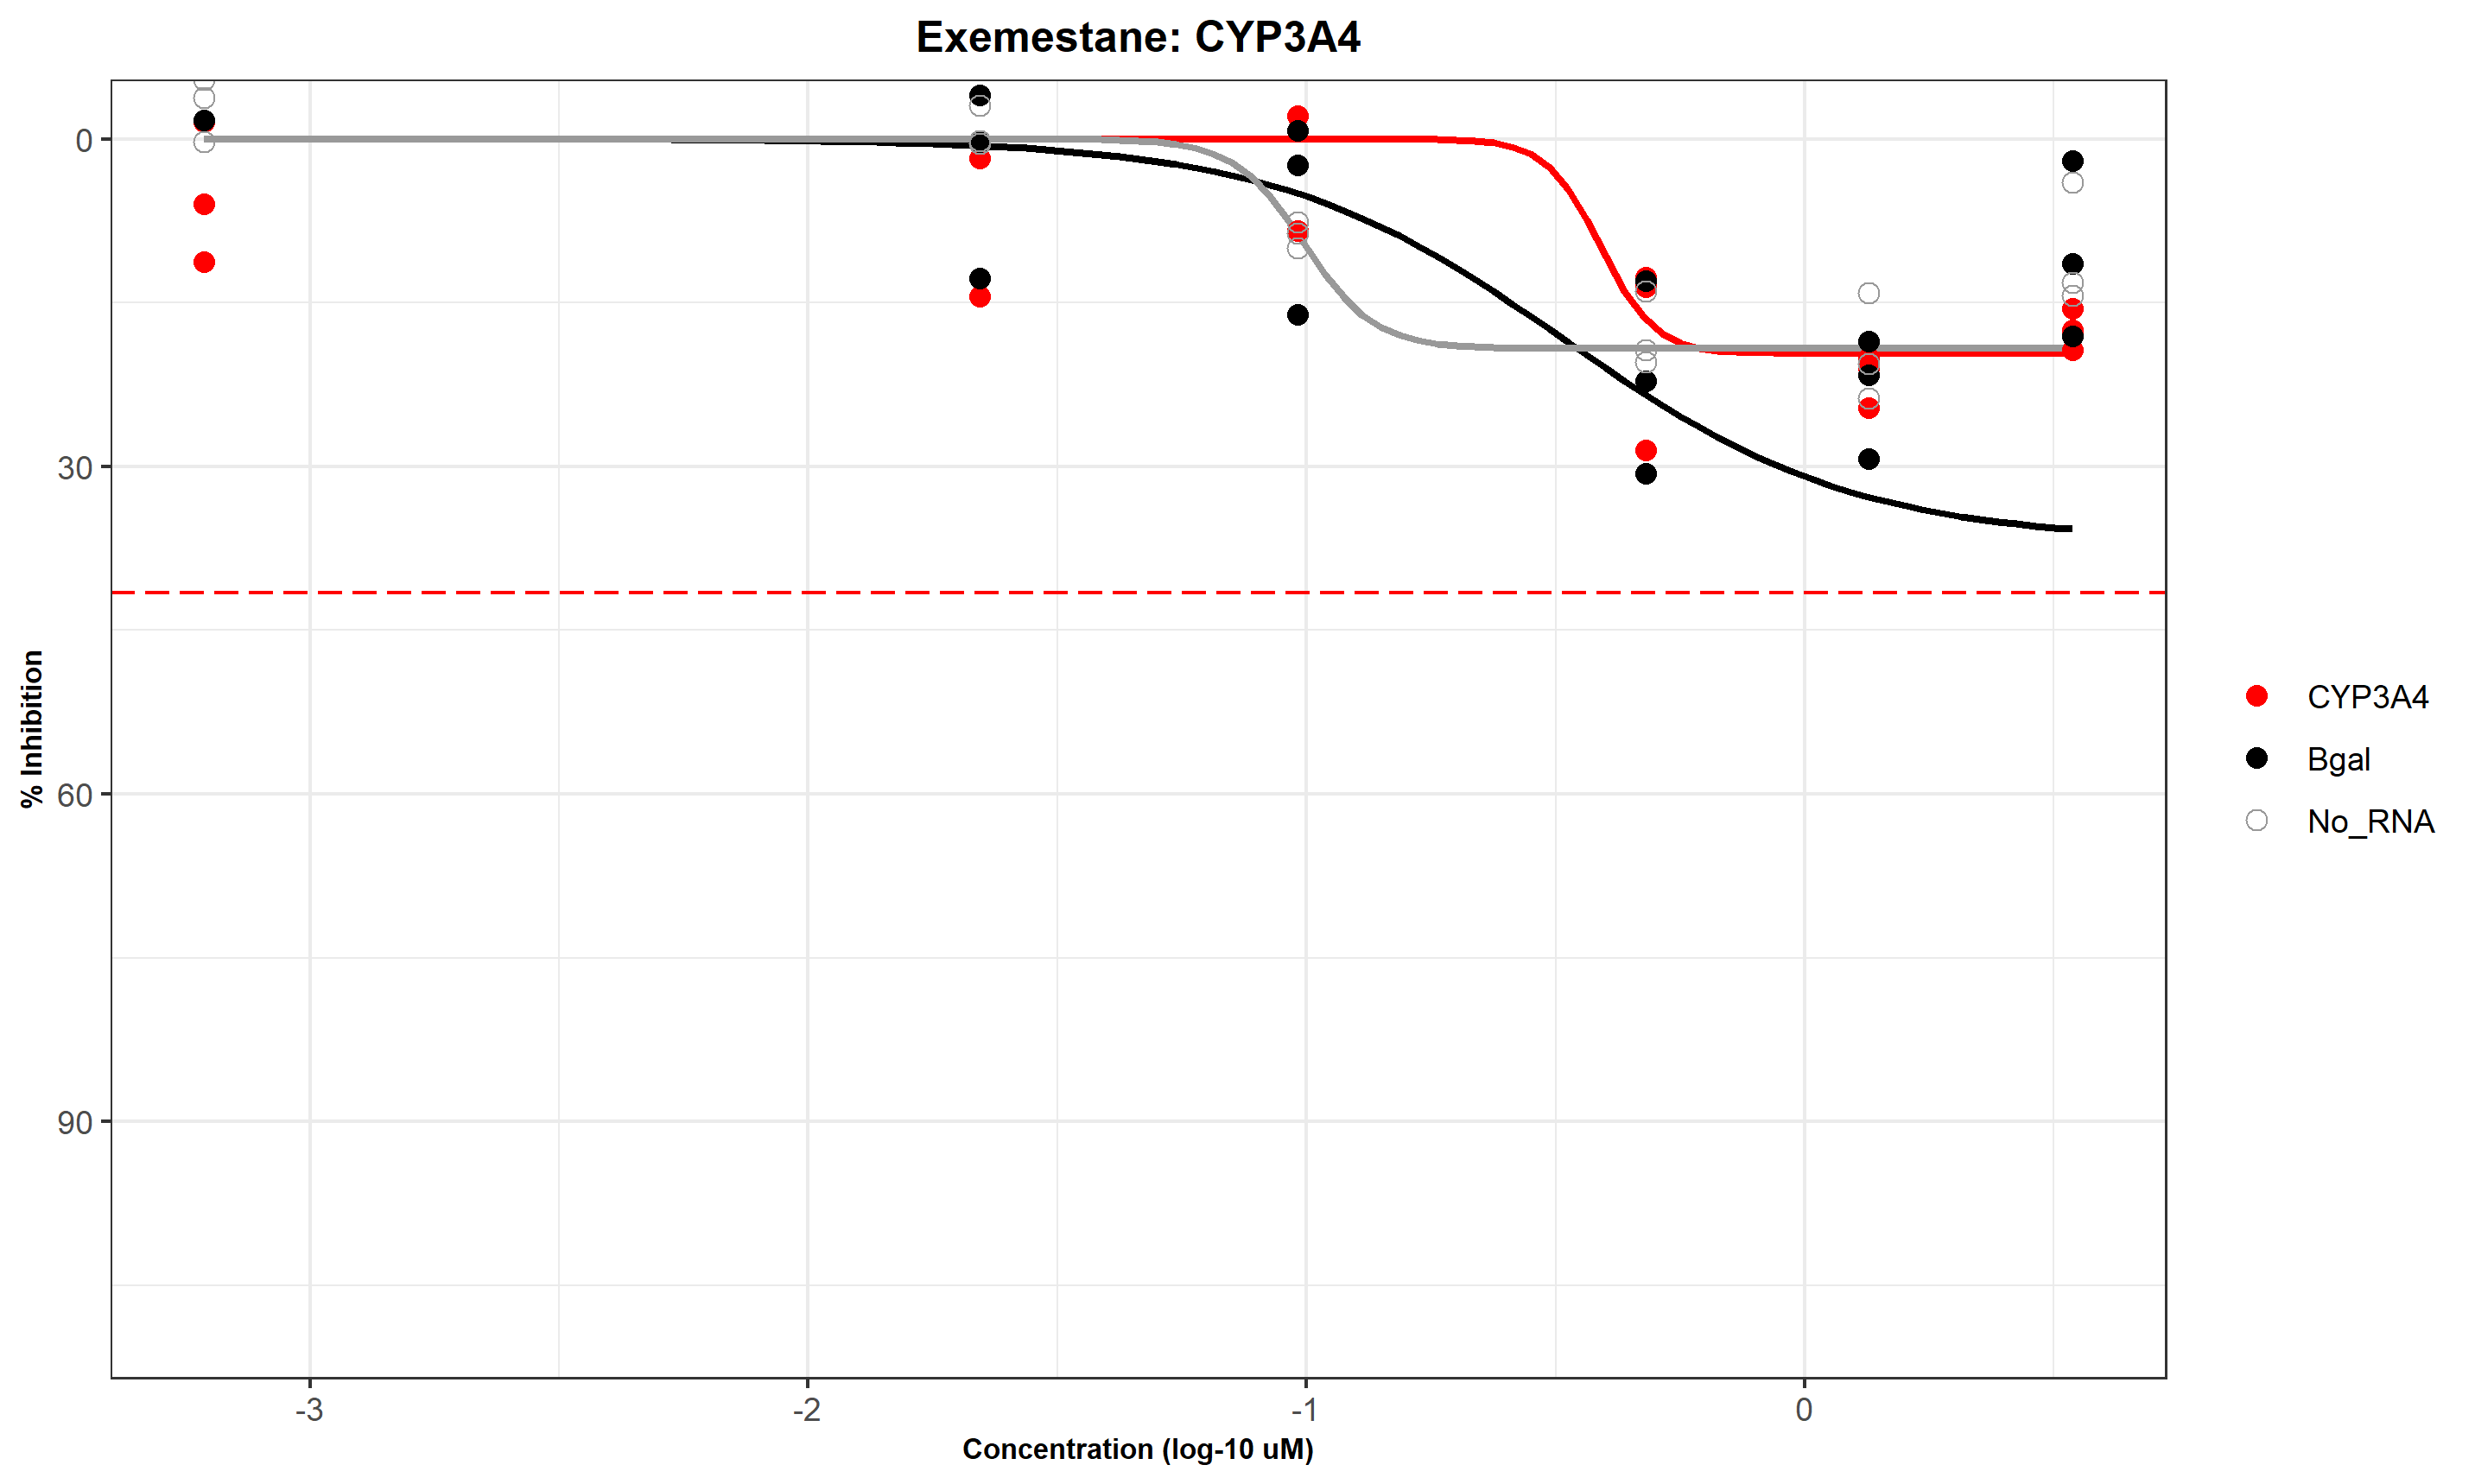 Exemestane: CYP3A4
0
30
60
90
% Inhibition
-3
-2
-1
0
Concentration (log-10 uM)
CYP3A4
Bgal
No_RNA